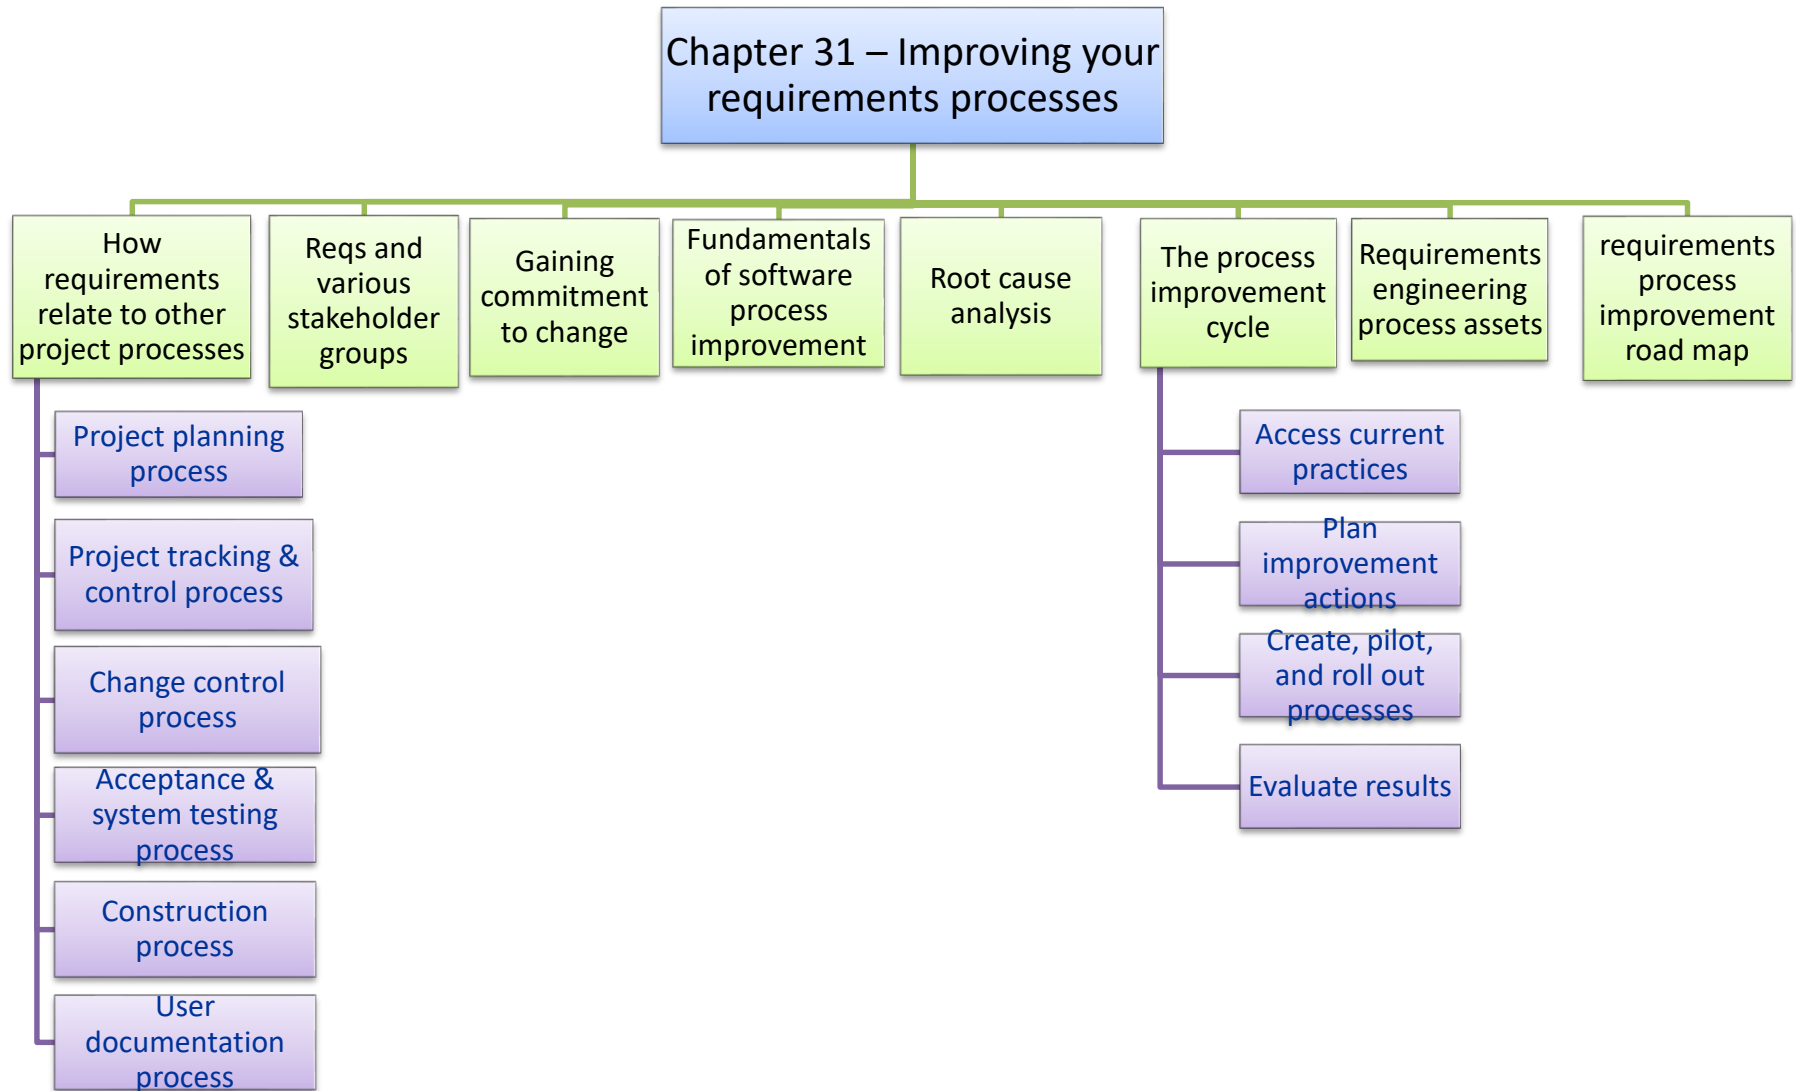 Chapter 31 – Improving your
requirements processes
How
requirements
relate to other
project processes
Reqs and
various
stakeholder
groups
Gaining
commitment
to change
Fundamentals
of software
process
improvement
Root cause
analysis
The process
improvement
cycle
Requirements
engineering
process assets
requirements
process
improvement
road map
Project planning
process
Project tracking &
control process
Change control
process
Acceptance &
system testing
process
Construction
process
User
documentation
process
Access current
practices
Plan
improvement
actions
Create, pilot,
and roll out
processes
Evaluate results